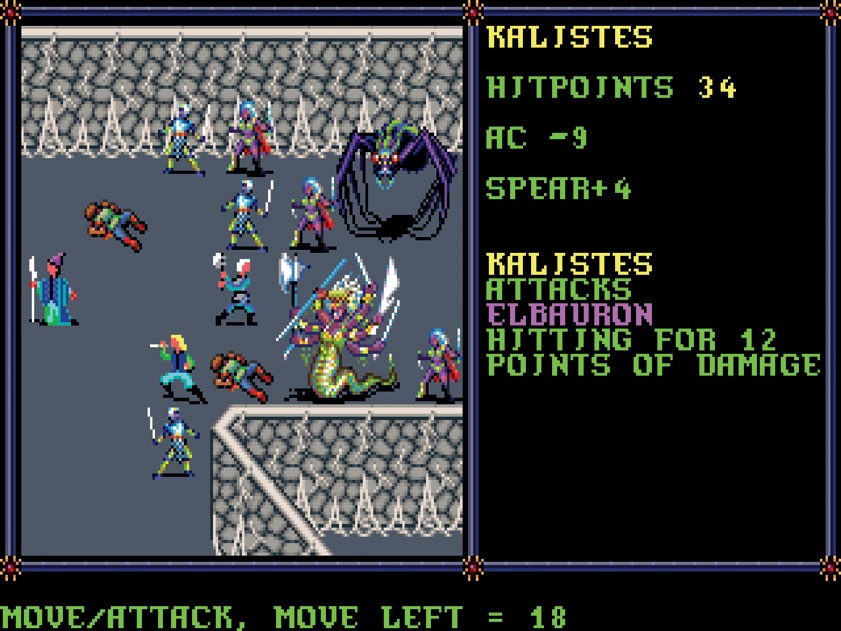 KALISTES
HITPOINTS 34
AC -9
SPEAR+4
KALISTES
ATTACKS
ELBAURON
HITTING FOR 12
POINTS OF DAMAGE
MOVE/ATTACK, MOVE LEFT = 18